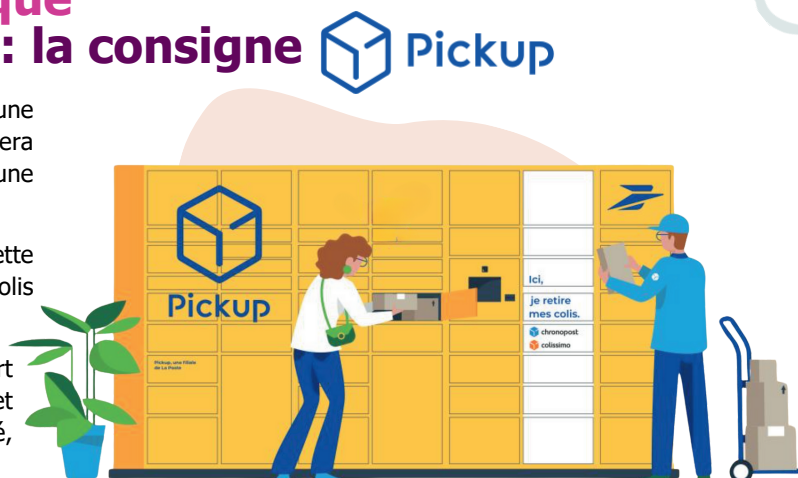 que
: la consigne Pickup
une
era
une
ette
olis
ert
et
é,
Pickup
Pickup, une filiale
de La Poste
Ici,
je retire
mes colis.
chronopost
colissimo